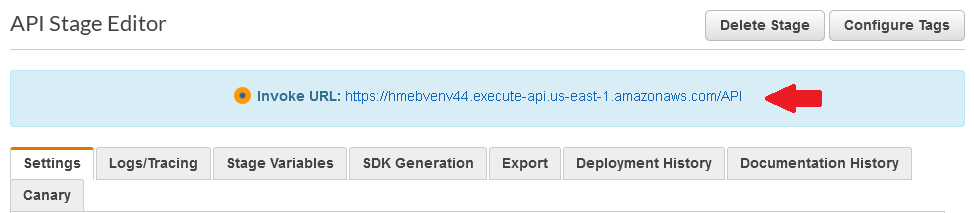 API Stage Editor
Delete Stage
Configure Tags
Invoke URL: https://hmebvenv44.execute-api.us-east-1.amazonaws.com/API
Settings
Logs/Tracing
Stage Variables
SDK Generation
Export
Deployment History
Documentation History
Canary